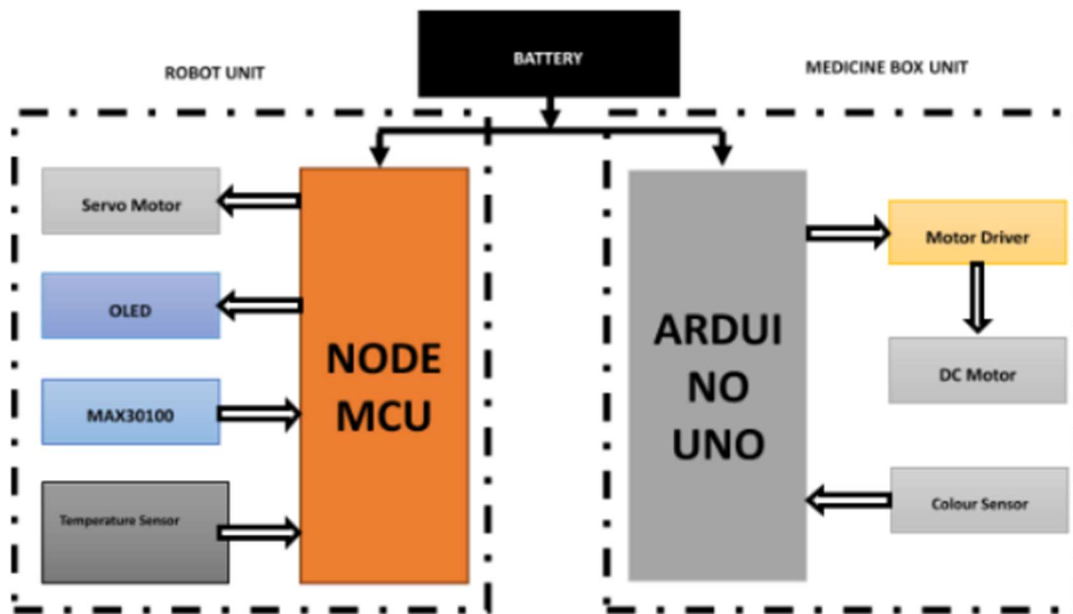 BATTERY
ROBOT UNIT
MEDICINE BOX UNIT
Servo Motor
OLED
MAX30100
Temperature Sensor
NODE
MCU
ARDUI
NO
UNO
Motor Driver
DC Motor
Colour Sensor